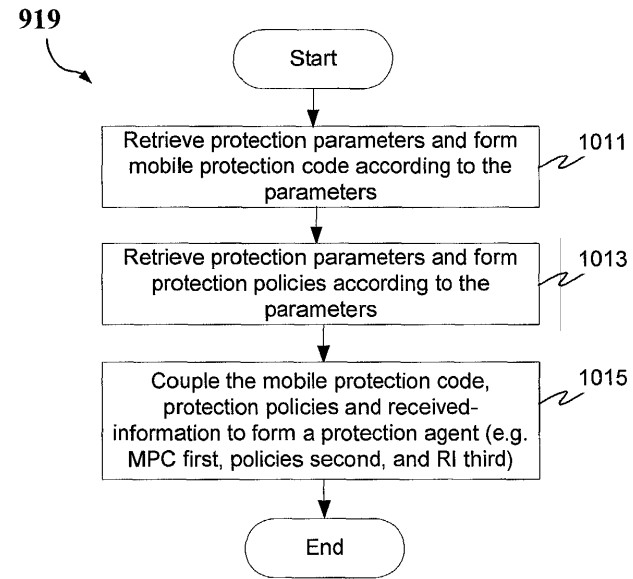 919
Start
Retrieve protection parameters and form
mobile protection code according to the
parameters
1011
Retrieve protection parameters and form
protection policies according to the
parameters
1013
Couple the mobile protection code,
protection policies and received-
information to form a protection agent (e.g.
MPC first, policies second, and RI third)
1015
End